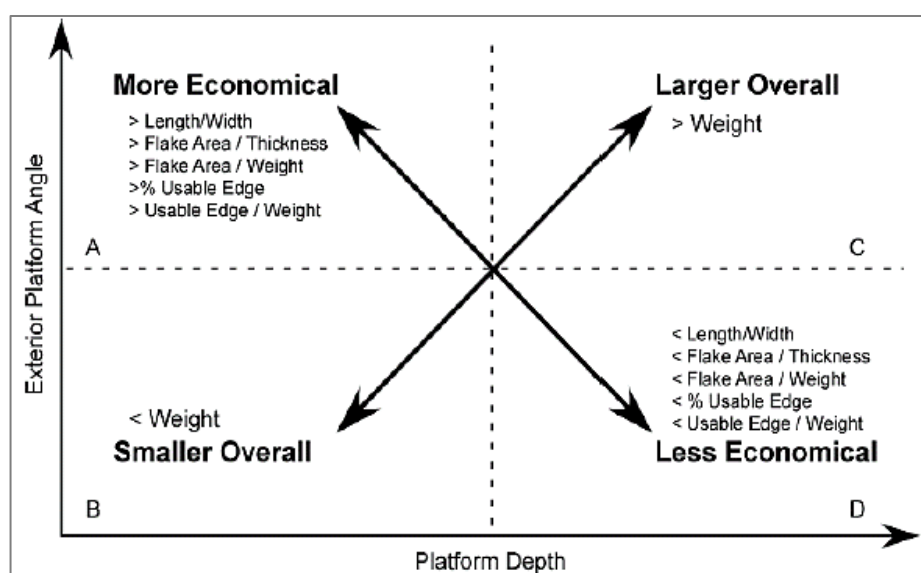 More Economical
> Length/Width
> Flake Area / Thickness
> Flake Area / Weight
>% Usable Edge
> Usable Edge / Weight
Larger Overall
> Weight
A
C
Exterior Platform Angle
< Weight
Smaller Overall
< Length/Width
< Flake Area / Thickness
< Flake Area / Weight
< % Usable Edge
< Usable Edge / Weight
Less Economical
B
D
Platform Depth